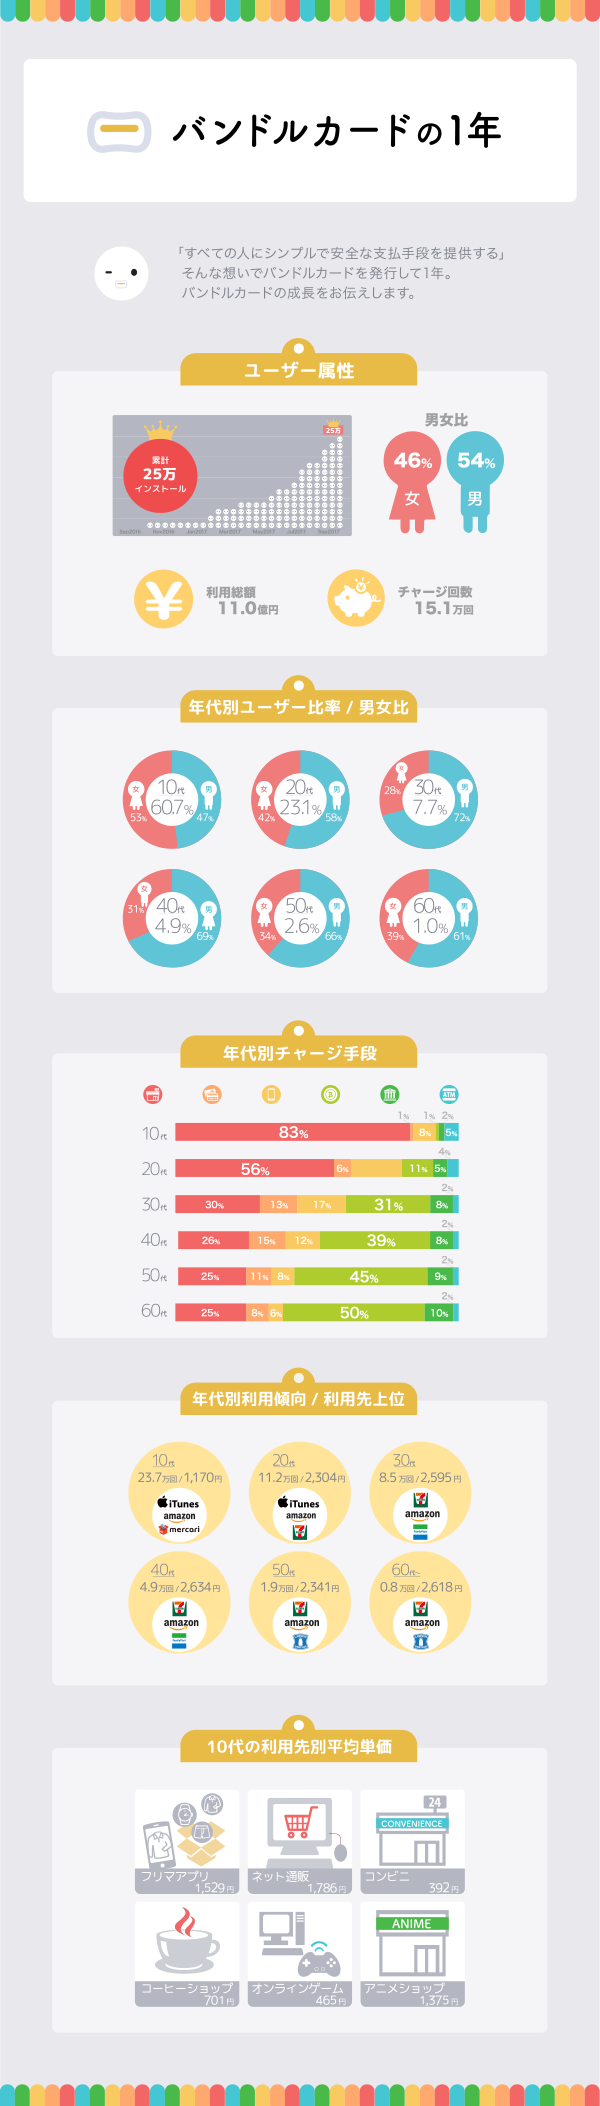 バンドルカードの1年
「すべての人にシンプルで安全な支払手段を提供する」
そんな想いでバンドルカードを発行して1年。
バンドルカードの成長をお伝えします。
ユーザー属性
25万
累計
25万
インストール
Sep2016 Nov2016 Jan2017 Mar2017 May2017 Jul2017 Sep2017
男女比
46% 54%
女 男
利用総額
11.0億円
チャージ回数
15.1万回
年代別ユーザー比率 / 男女比
女 10代 男
60.7%
53% 47%
女 20代 男
23.1%
42% 58%
女 30代 男
28% 7.7%
72%
女 40代 男
31% 4.9%
69%
女 50代 男
2.6%
34% 66%
女 60代 男
1.0%
39% 61%
年代別チャージ手段
ATM
1% 1% 2%
10代 83% 8% 5%
4%
20代 56% 6% 11% 5%
2%
30代 30% 13% 17% 31% 8%
2%
40代 26% 15% 12% 39% 8%
2%
50代 25% 11% 8% 45% 9%
2%
60代 25% 8% 6% 50% 10%
年代別利用傾向 / 利用先上位
10代
23.7万回 / 1,170円
iTunes
amazon
mercari
20代
11.2万回 / 2,304円
iTunes
amazon
30代
8.5万回 / 2,595円
amazon
FamilyMart
40代
4.9万回 / 2,634円
amazon
FamilyMart
50代
1.9万回 / 2,341円
amazon
60代~
0.8万回 / 2,618円
amazon
10代の利用先別平均単価
フリマアプリ
1,529円
ネット通販
1,786円
24
CONVENIENCE
コンビニ
392円
コーヒーショップ
701円
オンラインゲーム
465円
ANIME
アニメショップ
1,375円